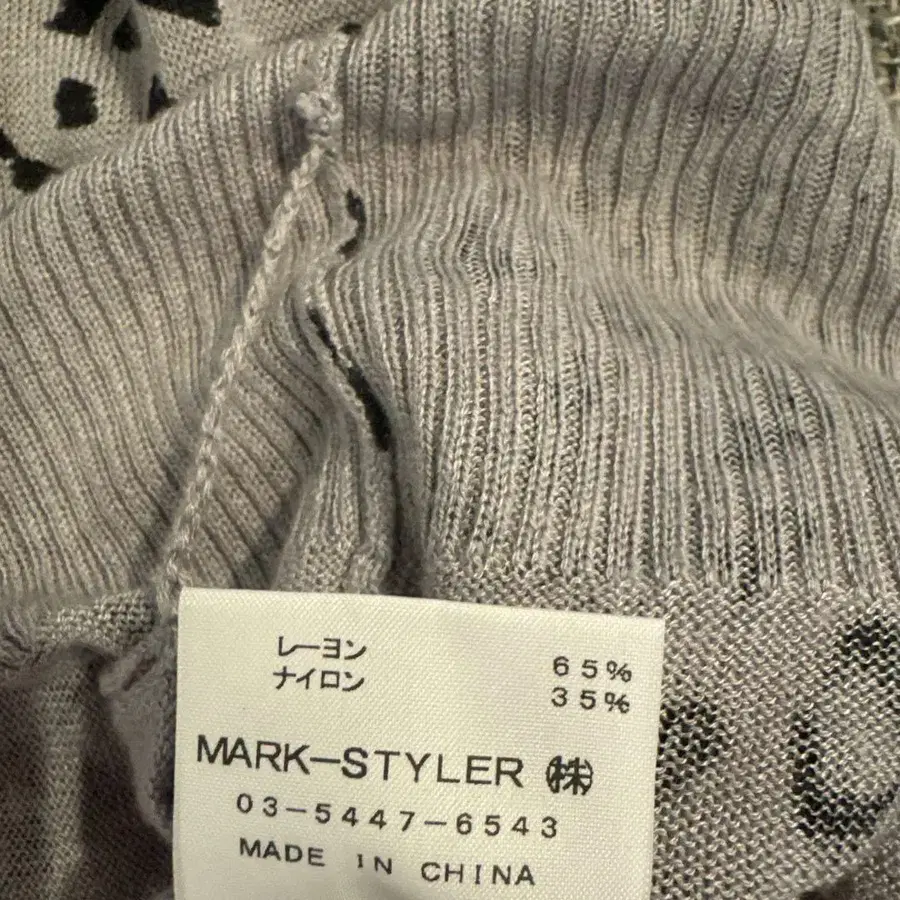 レーヨン 65%
ナイロン 35%
MARK-STYLER ㈱
03-5447-6543
MADE IN CHINA